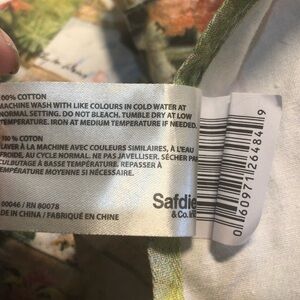 00% COTTON
MACHINE WASH WITH LIKE COLOURS IN COLD WATER AT
NORMAL SETTING. DO NOT BLEACH. TUMBLE DRY AT LOW
TEMPERATURE. IRON AT MEDIUM TEMPERATURE IF NEEDED.
100 % COTON
LAVER À LA MACHINE AVEC COULEURS SIMILAIRES, À L'EAU
FROIDE, AU CYCLE NORMAL. NE PAS JAVELLISER. SÉCHER PAR
CULBUTAGE À BASSE TEMPÉRATURE. REPASSER À
TEMPÉRATURE MOYENNE SI NÉCESSAIRE.
00046 / RN 80078
DE IN CHINA / FABRIQUÉ EN CHINE
Safdie
& Co. In
0 60971 26484 9